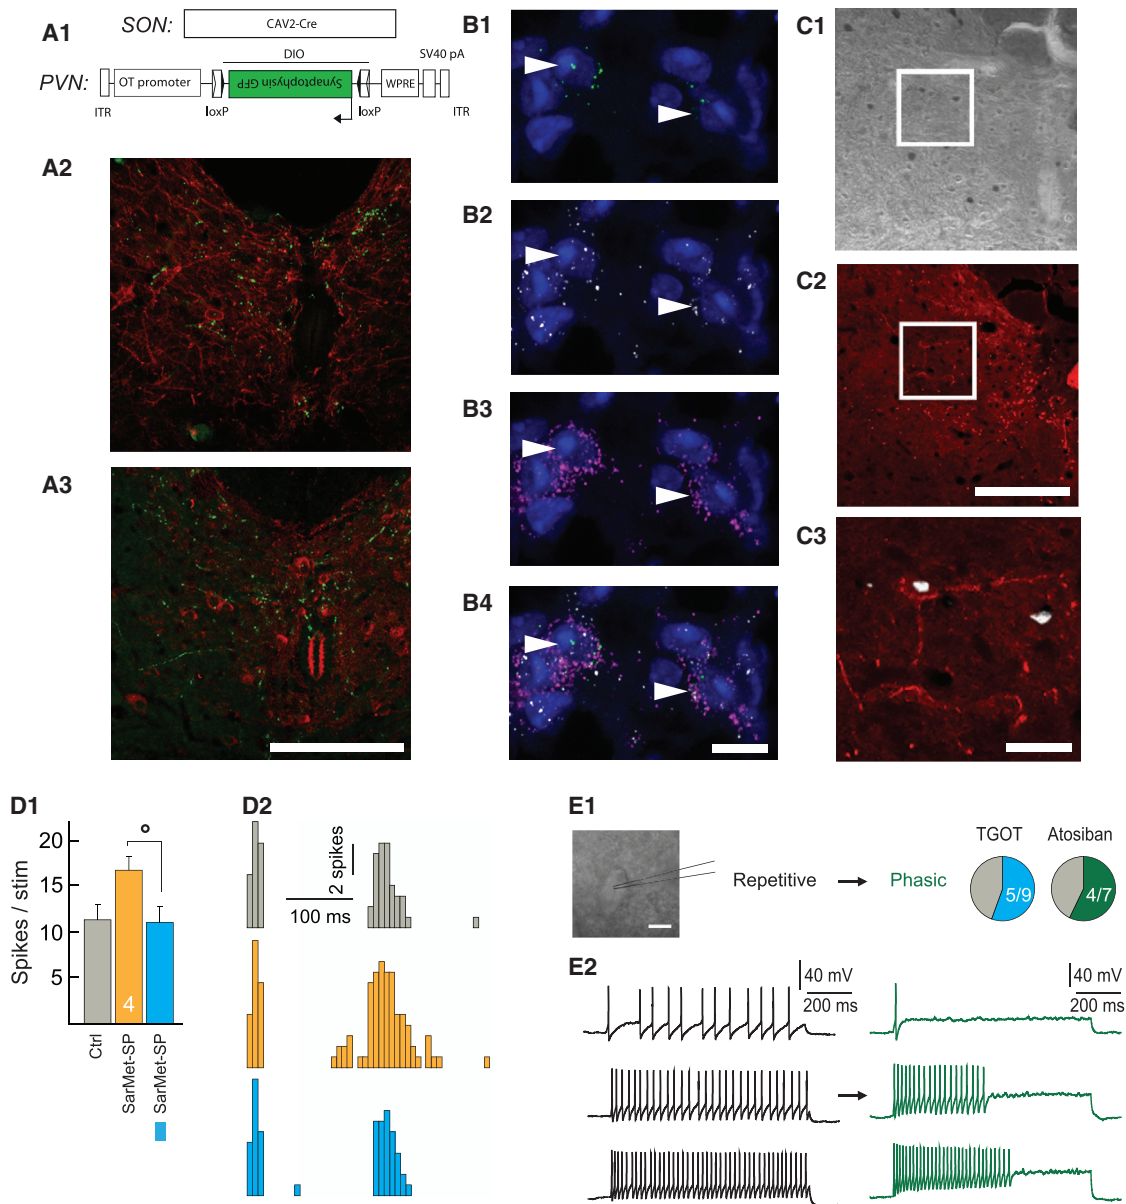 A1
SON:
CAV2-Cre
DIO
SV40 pA
PVN:
OT promoter
Synaptophysin GFP
WPRE
ITR
loxP
loxP
ITR
A2
A3
B1
B2
B3
B4
C1
C2
C3
D1
Spikes / stim
20
15
10
5
4
Ctrl
SarMet-SP
SarMet-SP
D2
2 spikes
100 ms
E1
Repetitive
Phasic
TGOT
Atosiban
5/9
4/7
E2
40 mV
200 ms
40 mV
200 ms